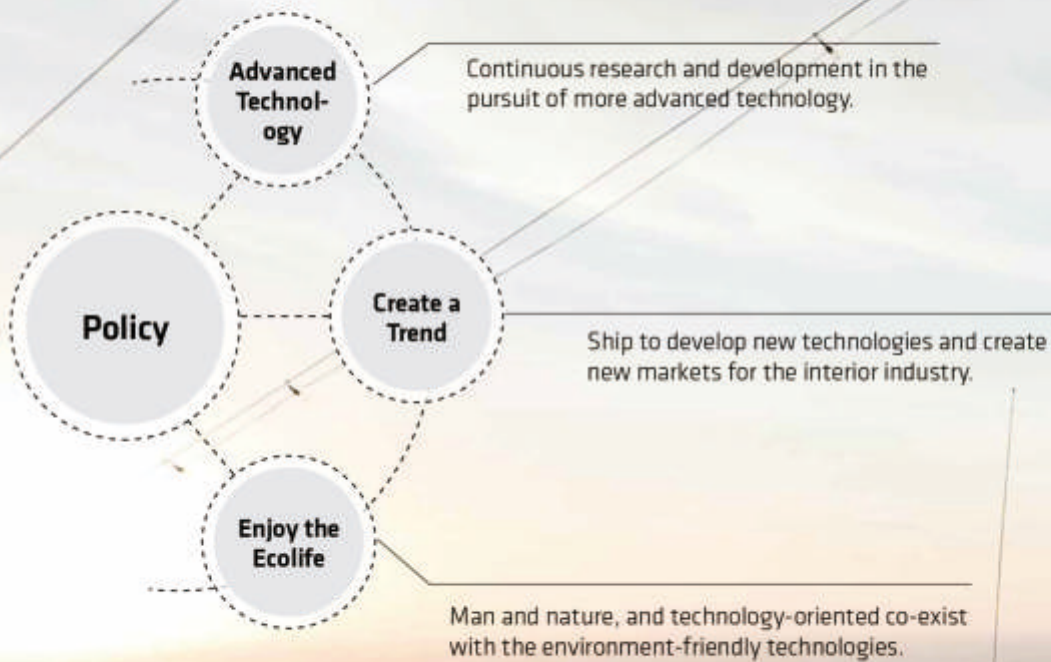 Advanced
Technol-
ogy
Continuous research and development in the
pursuit of more advanced technology.
Policy
Create a
Trend
Ship to develop new technologies and create
new markets for the interior industry.
Enjoy the
Ecolife
Man and nature, and technology-oriented co-exist
with the environment-friendly technologies.